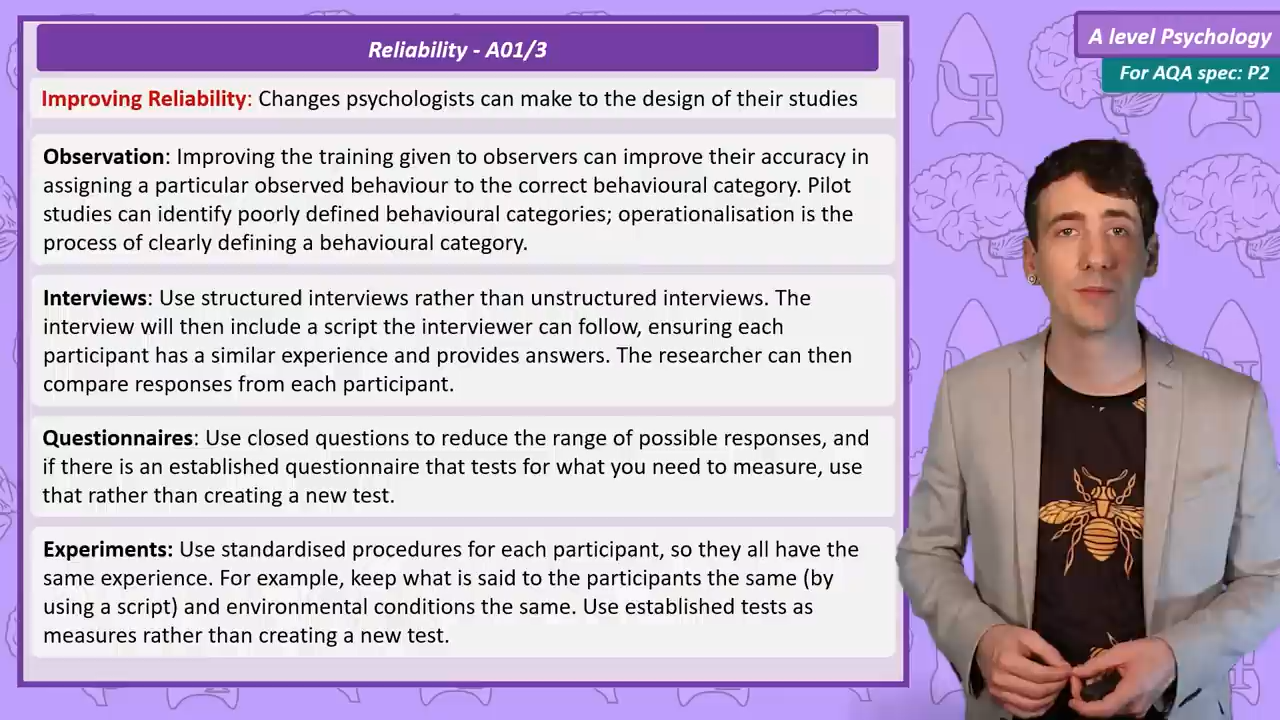 Reliability - A01/3
A level Psychology
For AQA spec: P2
Improving Reliability: Changes psychologists can make to the design of their studies
Observation: Improving the training given to observers can improve their accuracy in
assigning a particular observed behaviour to the correct behavioural category. Pilot
studies can identify poorly defined behavioural categories; operationalisation is the
process of clearly defining a behavioural category.
Interviews: Use structured interviews rather than unstructured interviews. The
interview will then include a script the interviewer can follow, ensuring each
participant has a similar experience and provides answers. The researcher can then
compare responses from each participant.
Questionnaires: Use closed questions to reduce the range of possible responses, and
if there is an established questionnaire that tests for what you need to measure, use
that rather than creating a new test.
Experiments: Use standardised procedures for each participant, so they all have the
same experience. For example, keep what is said to the participants the same (by
using a script) and environmental conditions the same. Use established tests as
measures rather than creating a new test.